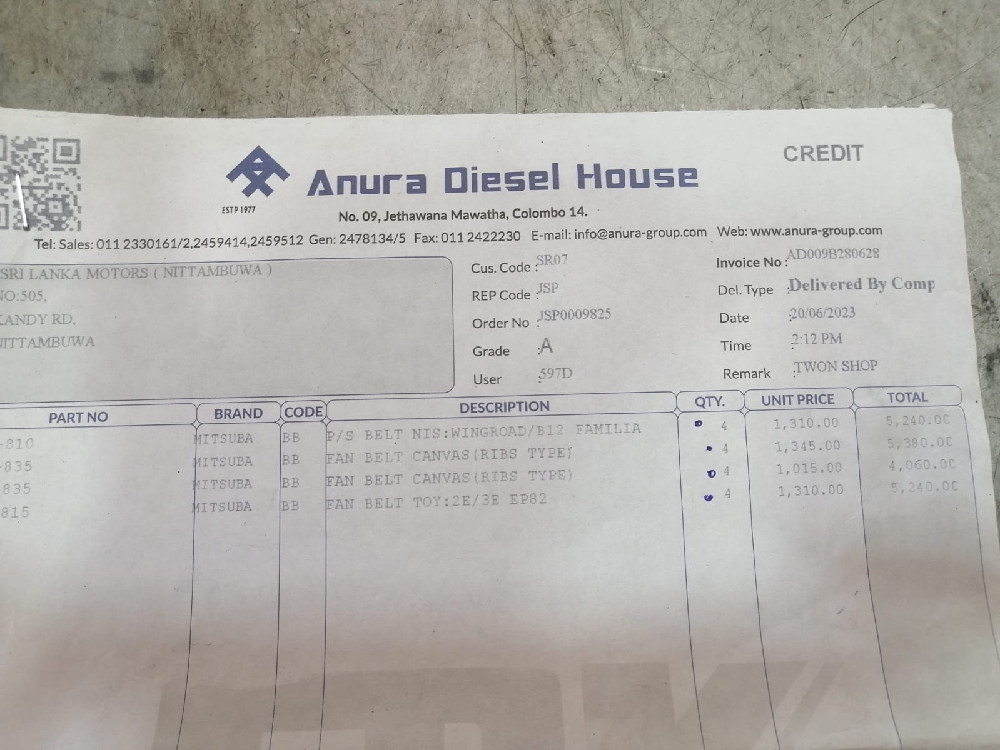 CREDIT
Anura Diesel House
ESTD 1977
No. 09, Jethawana Mawatha, Colombo 14.
Tel: Sales: 011 2330161/2,2459414,2459512 Gen: 2478134/5 Fax: 011 2422230 E-mail: info@anura-group.com Web: www.anura-group.com
SRI LANKA MOTORS ( NITTAMBUWA )
NO:505,
KANDY RD,
NITTAMBUWA
Cus. Code : SR07
REP Code : JSP
Order No : JSP0009825
Grade : A
User : 597D
Invoice No : AD009B280628
Del. Type : Delivered By Comp
Date : 20/06/2023
Time : 2:12 PM
Remark : TWON SHOP
PART NO BRAND CODE DESCRIPTION QTY. UNIT PRICE TOTAL
-810 MITSUBA BB P/S BELT NIS:WINGROAD/B12 FAMILIA 4 1,310.00 5,240.00
-835 MITSUBA BB FAN BELT CANVAS(RIBS TYPE) 4 1,345.00 5,380.00
-835 MITSUBA BB FAN BELT CANVAS(RIBS TYPE) 4 1,015.00 4,060.00
815 MITSUBA BB FAN BELT TOY:2E/3E EP82 4 1,310.00 5,240.00